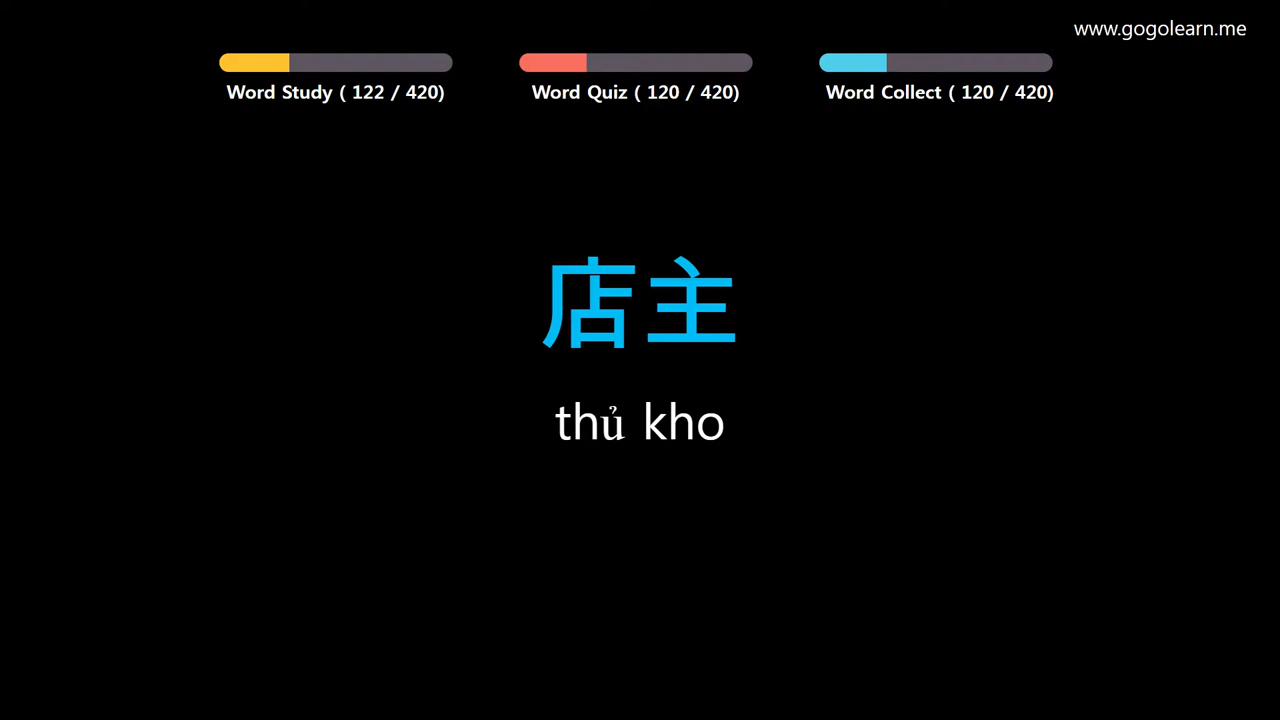 www.gogolearn.me
Word Study ( 122 / 420)
Word Quiz ( 120 / 420)
Word Collect ( 120 / 420)
店主
thủ kho